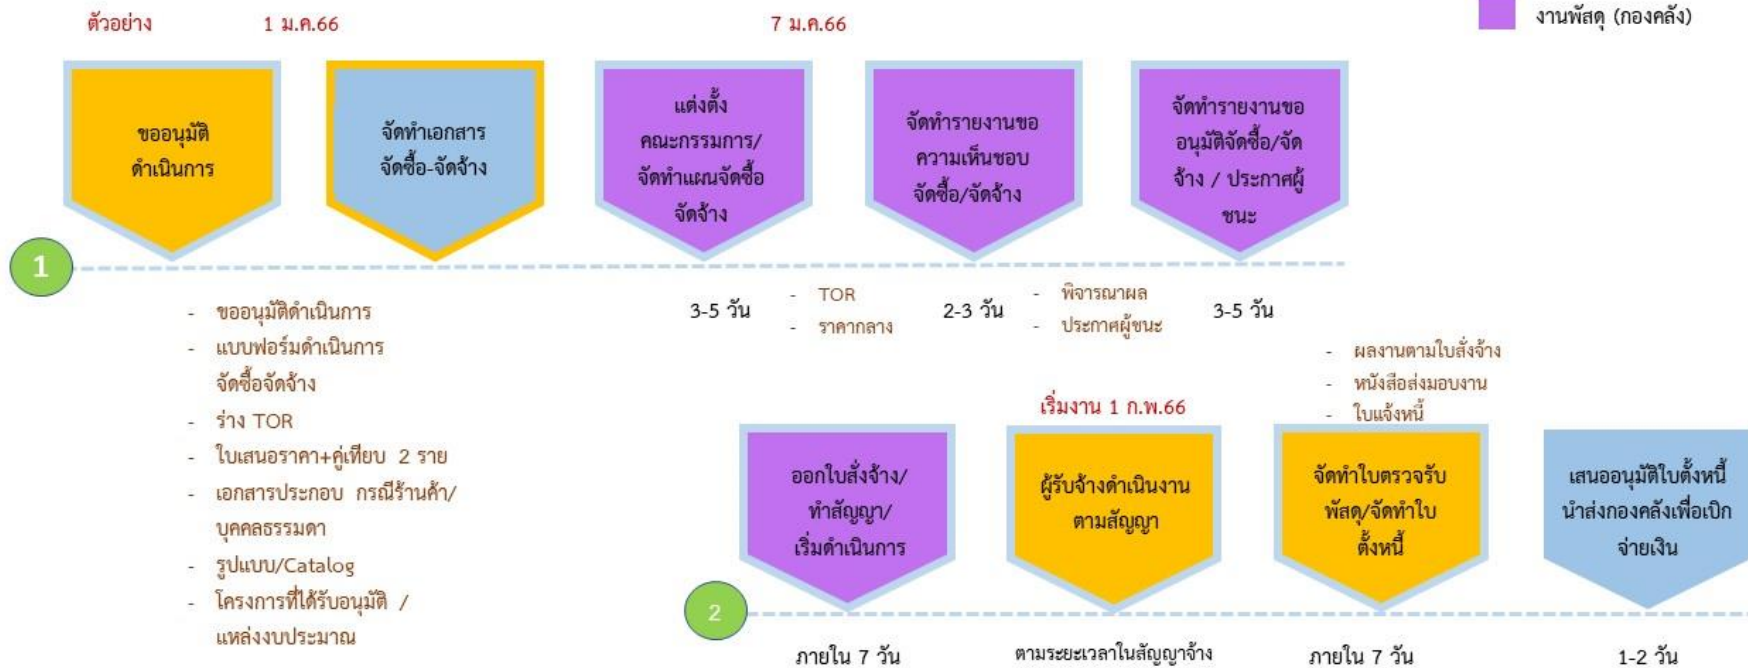 งานพัสดุ (กองคลัง)
ตัวอย่าง
1 ม.ค.66
7 ม.ค.66
ขออนุมัติ
ดำเนินการ
จัดทำเอกสาร
จัดซื้อ-จัดจ้าง
แต่งตั้ง
คณะกรรมการ/
จัดทำแผนจัดซื้อ
จัดจ้าง
จัดทำรายงานขอ
ความเห็นชอบ
จัดซื้อ/จัดจ้าง
จัดทำรายงานขอ
อนุมัติจัดซื้อ/จัด
จ้าง / ประกาศผู้
ชนะ
1
- ขออนุมัติดำเนินการ
- แบบฟอร์มดำเนินการ
จัดซื้อจัดจ้าง
- ร่าง TOR
- ใบเสนอราคา+คู่เทียบ 2 ราย
- เอกสารประกอบ กรณีร้านค้า/
บุคคลธรรมดา
- รูปแบบ/Catalog
- โครงการที่ได้รับอนุมัติ /
แหล่งงบประมาณ
3-5 วัน
- TOR
- ราคากลาง
2-3 วัน
- พิจารณาผล
- ประกาศผู้ชนะ
3-5 วัน
- ผลงานตามใบสั่งจ้าง
- หนังสือส่งมอบงาน
- ใบแจ้งหนี้
เริ่มงาน 1 ก.พ.66
ออกใบสั่งจ้าง/
ทำสัญญา/
เริ่มดำเนินการ
ผู้รับจ้างดำเนินงาน
ตามสัญญา
จัดทำใบตรวจรับ
พัสดุ/จัดทำใบ
ตั้งหนี้
เสนออนุมัติใบตั้งหนี้
นำส่งกองคลังเพื่อเบิก
จ่ายเงิน
2
ภายใน 7 วัน
ตามระยะเวลาในสัญญาจ้าง
ภายใน 7 วัน
1-2 วัน